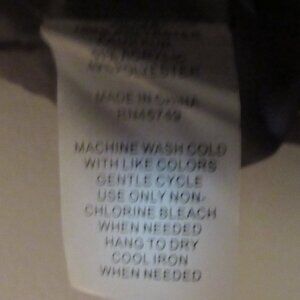 MADE IN CHINA
MACHINE WASH COLD
WITH LIKE COLORS
GENTLE CYCLE
USE ONLY NON-
CHLORINE BLEACH
WHEN NEEDED
HANG TO DRY
COOL IRON
WHEN NEEDED